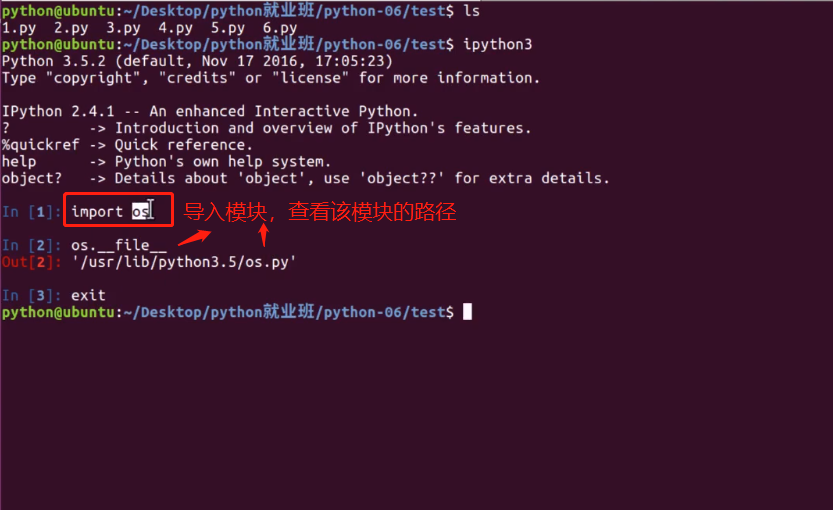 python@ubuntu:~/Desktop/python就业班/python-06/test$ ls
1.py  2.py  3.py  4.py  5.py  6.py
python@ubuntu:~/Desktop/python就业班/python-06/test$ ipython3
Python 3.5.2 (default, Nov 17 2016, 17:05:23)
Type "copyright", "credits" or "license" for more information.
IPython 2.4.1 -- An enhanced Interactive Python.
?         -> Introduction and overview of IPython's features.
%quickref -> Quick reference.
help      -> Python's own help system.
object?   -> Details about 'object', use 'object??' for extra details.
In [1]: import os 导入模块，查看该模块的路径
In [2]: os.__file__
Out[2]: '/usr/lib/python3.5/os.py'
In [3]: exit
python@ubuntu:~/Desktop/python就业班/python-06/test$